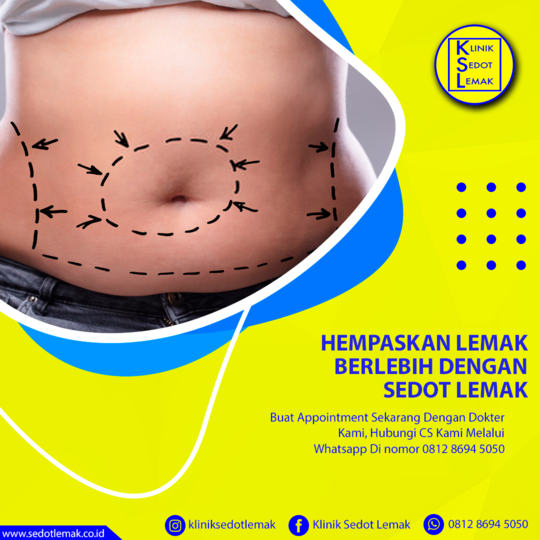 KLINIK
SEDOT
LEMAK
HEMPASKAN LEMAK
BERLEBIH DENGAN
SEDOT LEMAK
Buat Appointment Sekarang Dengan Dokter
Kami, Hubungi CS Kami Melalui
Whatsapp Di nomor 0812 8694 5050
www.sedotlemak.co.id
kliniksedotlemak
Klinik Sedot Lemak
0812 8694 5050